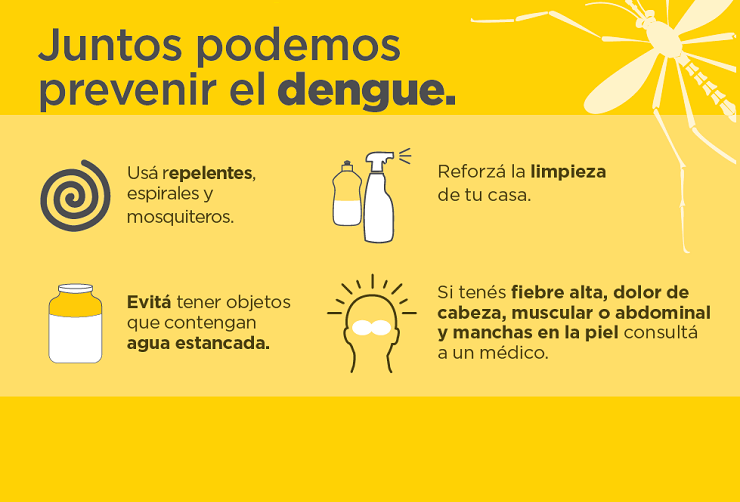 Juntos podemos
prevenir el dengue.
Usá repelentes,
espirales y
mosquiteros.
Reforzá la limpieza
de tu casa.
Evitá tener objetos
que contengan
agua estancada.
Si tenés fiebre alta, dolor de
cabeza, muscular o abdominal
y manchas en la piel consultá
a un médico.